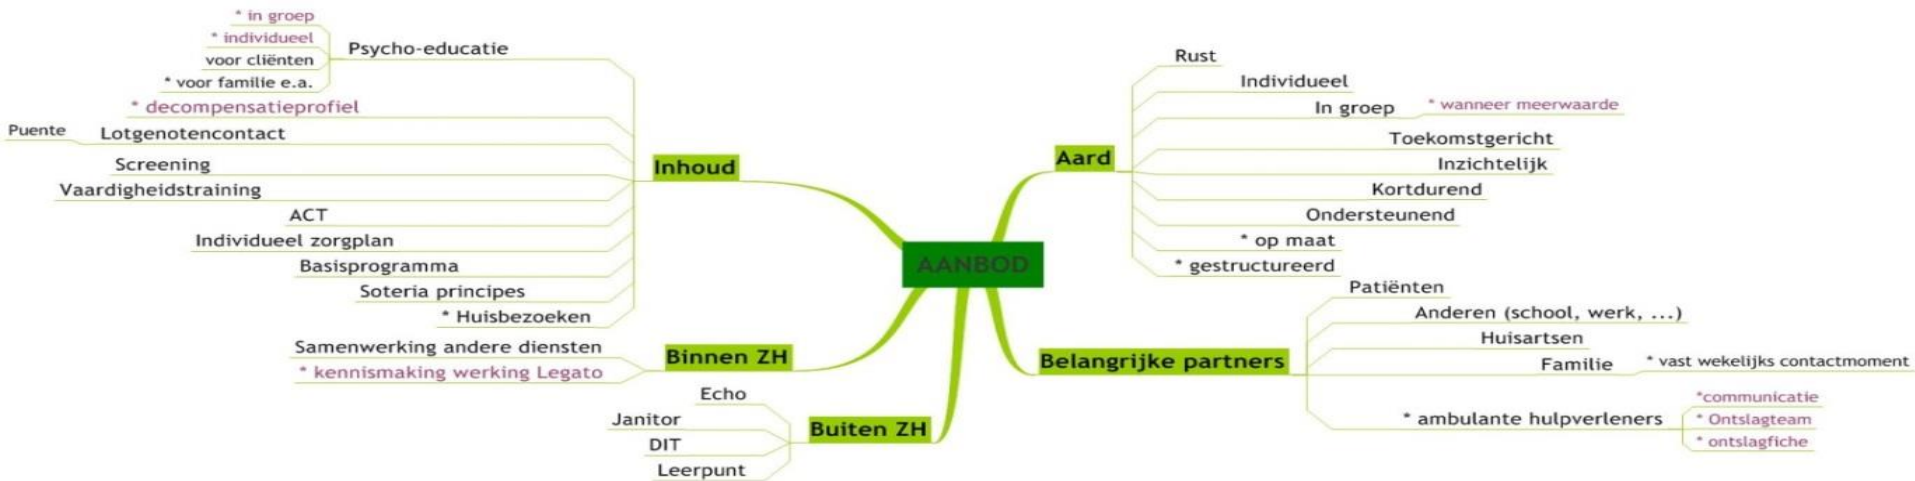 AANBOD
Inhoud
Psycho-educatie
* in groep
* individueel
voor cliënten
* voor familie e.a.
* decompensatieprofiel
Lotgenotencontact
Puente
Screening
Vaardigheidstraining
ACT
Individueel zorgplan
Basisprogramma
Soteria principes
* Huisbezoeken
Binnen ZH
Samenwerking andere diensten
* kennismaking werking Legato
Buiten ZH
Echo
Janitor
DIT
Leerpunt
Aard
Rust
Individueel
In groep
* wanneer meerwaarde
Toekomstgericht
Inzichtelijk
Kortdurend
Ondersteunend
* op maat
* gestructureerd
Belangrijke partners
Patiënten
Anderen (school, werk, ...)
Huisartsen
Familie
* vast wekelijks contactmoment
* ambulante hulpverleners
*communicatie
* Ontslagteam
* ontslagfiche